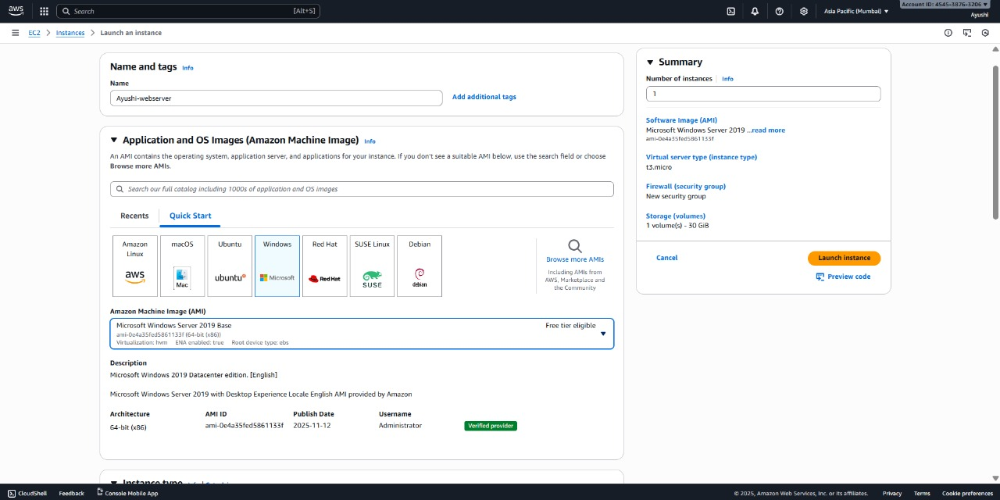 aws
Search [Alt+S]
Asia Pacific (Mumbai)
Account ID: 4545-3876-3206
Ayushi
EC2 > Instances > Launch an instance
Name and tags Info
Name
Ayushi-webserver
Add additional tags
Application and OS Images (Amazon Machine Image) Info
An AMI contains the operating system, application server, and applications for your instance. If you don't see a suitable AMI below, use the search field or choose
Browse more AMIs.
Search our full catalog including 1000s of application and OS images
Recents
Quick Start
Amazon
Linux
aws
macOS
Mac
Ubuntu
ubuntu®
Windows
Microsoft
Red Hat
Red Hat
SUSE Linux
SUSE
Debian
debian
Browse more AMIs
Including AMIs from
AWS, Marketplace and
the Community
Amazon Machine Image (AMI)
Microsoft Windows Server 2019 Base
Free tier eligible
ami-0e4a35fed5861133f (64-bit (x86))
Virtualization: hvm ENA enabled: true Root device type: ebs
Description
Microsoft Windows 2019 Datacenter edition. [English]
Microsoft Windows Server 2019 with Desktop Experience Locale English AMI provided by Amazon
Architecture AMI ID Publish Date Username
64-bit (x86) ami-0e4a35fed5861133f 2025-11-12 Administrator Verified provider
Instance type
Summary
Number of instances Info
1
Software Image (AMI)
Microsoft Windows Server 2019 ...read more
ami-0e4a35fed5861133f
Virtual server type (instance type)
t3.micro
Firewall (security group)
New security group
Storage (volumes)
1 volume(s) - 30 GiB
Cancel
Launch instance
Preview code
CloudShell Feedback Console Mobile App
© 2025, Amazon Web Services, Inc. or its affiliates. Privacy Terms Cookie preferences